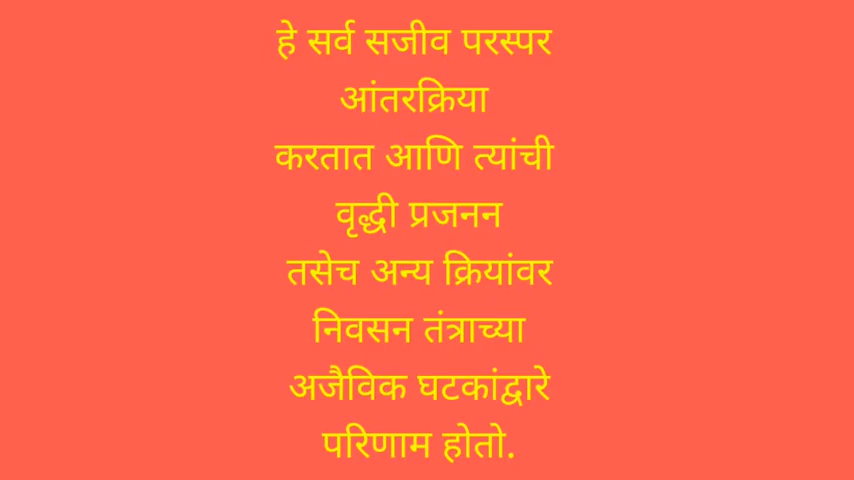 हे सर्व सजीव परस्पर
आंतरक्रिया
करतात आणि त्यांची
वृद्धी प्रजनन
तसेच अन्य क्रियांवर
निवसन तंत्राच्या
अजैविक घटकांद्वारे
परिणाम होतो.